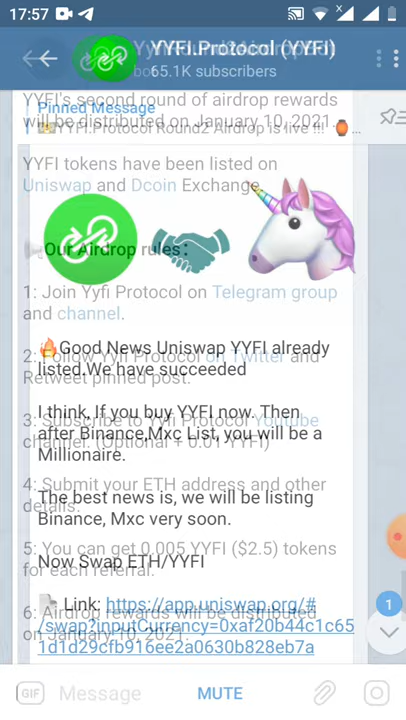 17:57
YYFI.Protocol (YYFI)
65.1K subscribers
YYFI's second round of airdrop rewards
will be distributed on January 10, 2021.
Pinned Message
YYFI.Protocol Round2 Airdrop is live !!! ...
YYFI tokens have been listed on
Uniswap and Dcoin Exchange.
Our Airdrop rules:
1: Join Yyfi Protocol on Telegram group
and channel.
🔥Good News Uniswap YYFI already
listed.We have succeeded
2: Follow Yyfi Protocol on Twitter and
Retweet pinned post.
I think, If you buy YYFI now. Then
after Binance,Mxc List, you will be a
Millionaire.
3: Subscribe to Yyfi Protocol Youtube
channel. (Optional + 0.01 YYFI)
4: Submit your ETH address and other
details.
The best news is, we will be listing
Binance, Mxc very soon.
5: You can get 0.005 YYFI ($2.5) tokens
for each referral.
Now Swap ETH/YYFI
Link: https://app.uniswap.org/#
/swap?inputCurrency=0xaf20b44c1c65
1d1d29cfb916ee2a0630b828eb7a
6: Airdrop rewards will be distributed
on January 10, 2021.
1
GIF Message MUTE